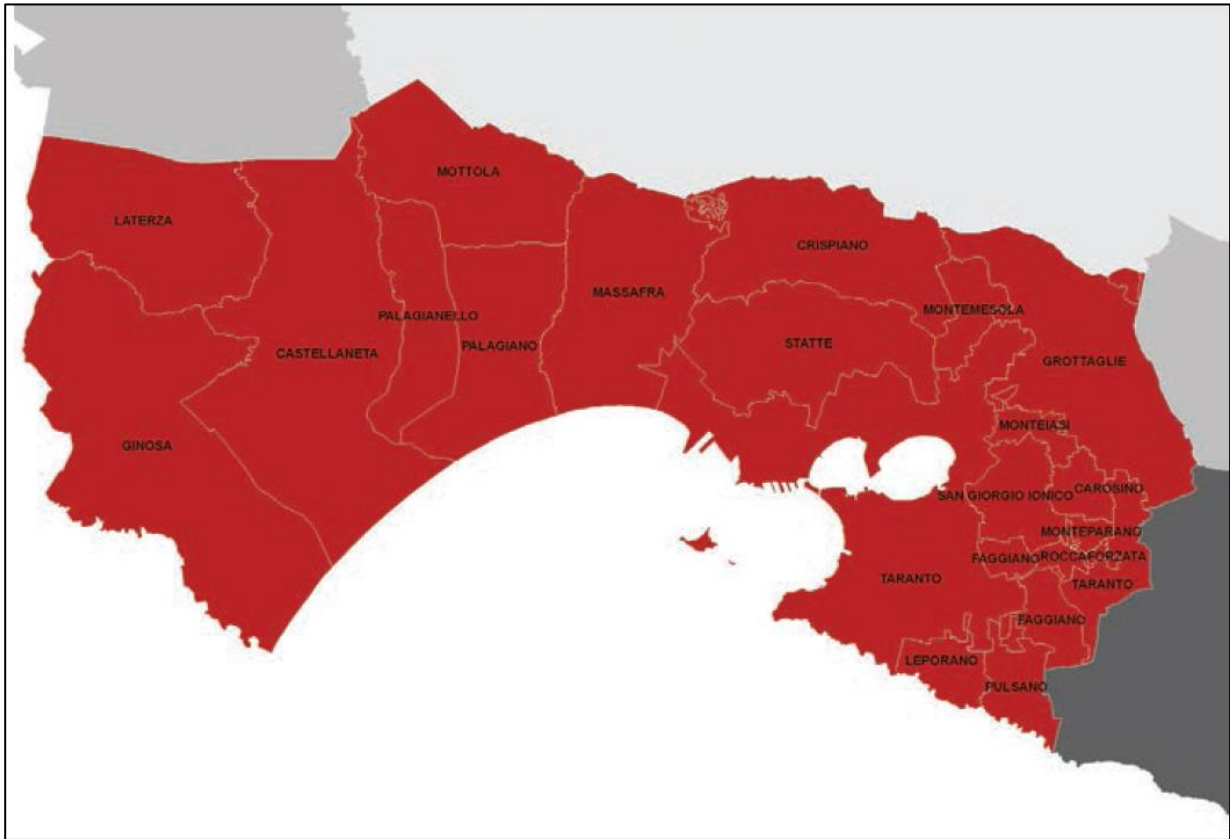 MOTTOLA
LATERZA
CRISPIANO
MASSAFRA
MONTEMESOLA
PALAGIANELLO
STATTE
PALAGIANO
CASTELLANETA
GROTTAGLIE
MONTEIASI
GINOSA
CAROSINO
SAN GIORGIO IONICO
MONTEPARANO
FAGGIANO
ROCCAFORZATA
TARANTO
TARANTO
FAGGIANO
LEPORANO
PULSANO